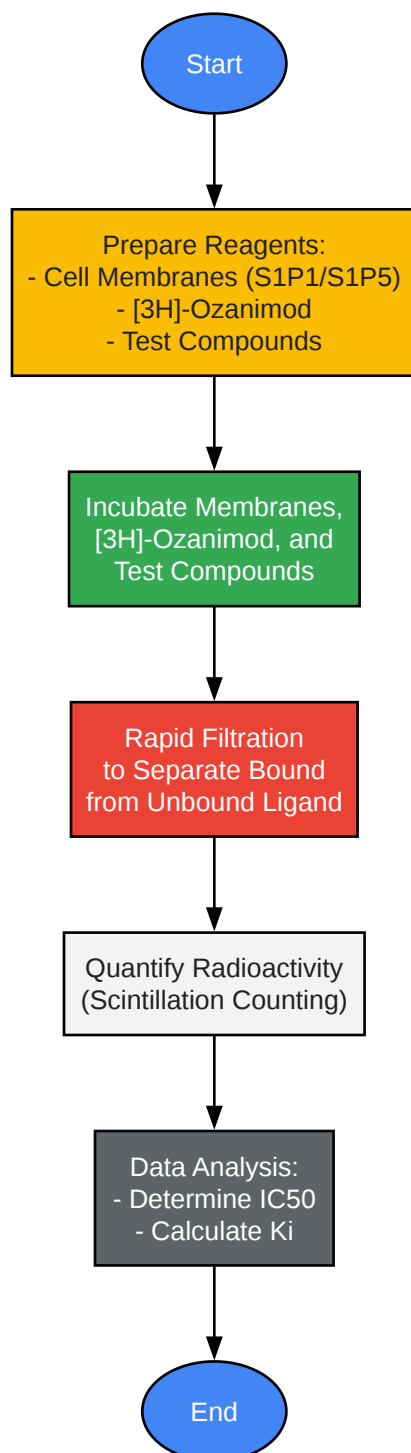 Start
Prepare Reagents:
- Cell Membranes (S1P1/S1P5)
- [3H]-Ozanimod
- Test Compounds
Incubate Membranes,
[3H]-Ozanimod, and
Test Compounds
Rapid Filtration
to Separate Bound
from Unbound Ligand
Quantify Radioactivity
(Scintillation Counting)
Data Analysis:
- Determine IC50
- Calculate Ki
End